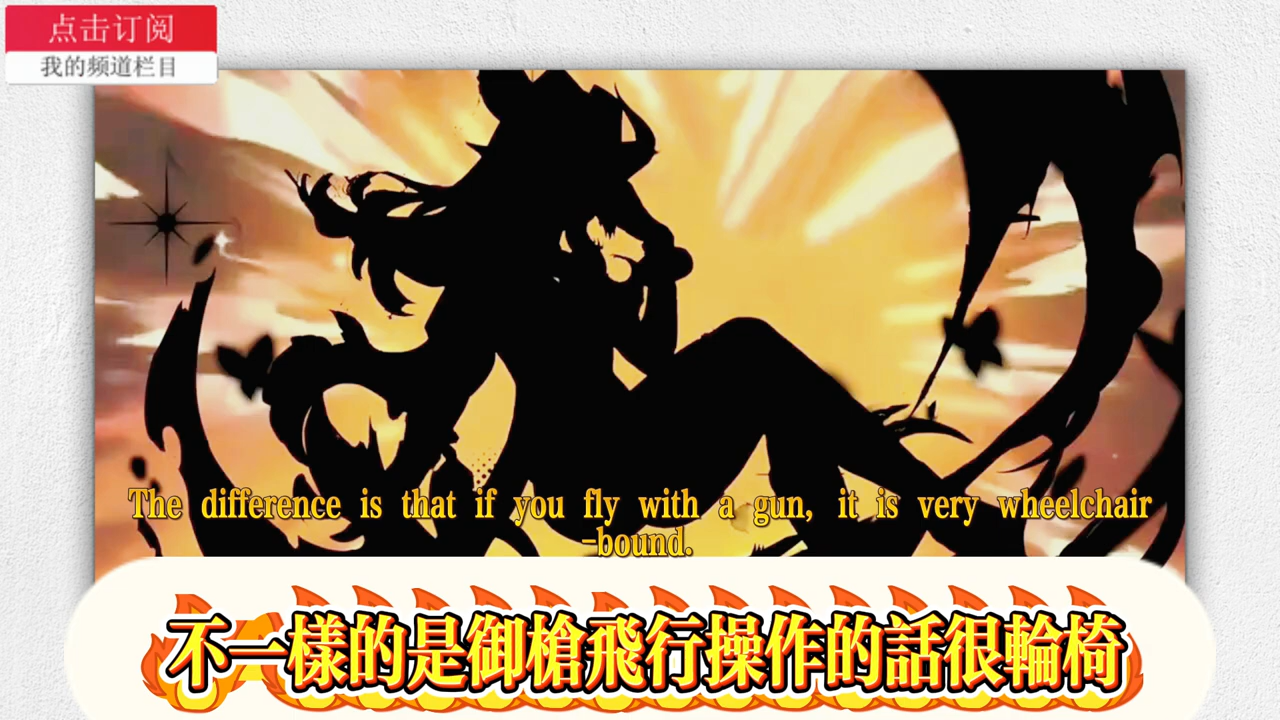 点击订阅
我的频道栏目
The difference is that if you fly with a gun, it is very wheelchair
-bound.
不一樣的是御槍飛行操作的話很輪椅